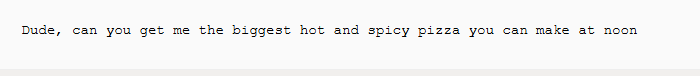 Dude, can you get me the biggest hot and spicy pizza you can make at noon